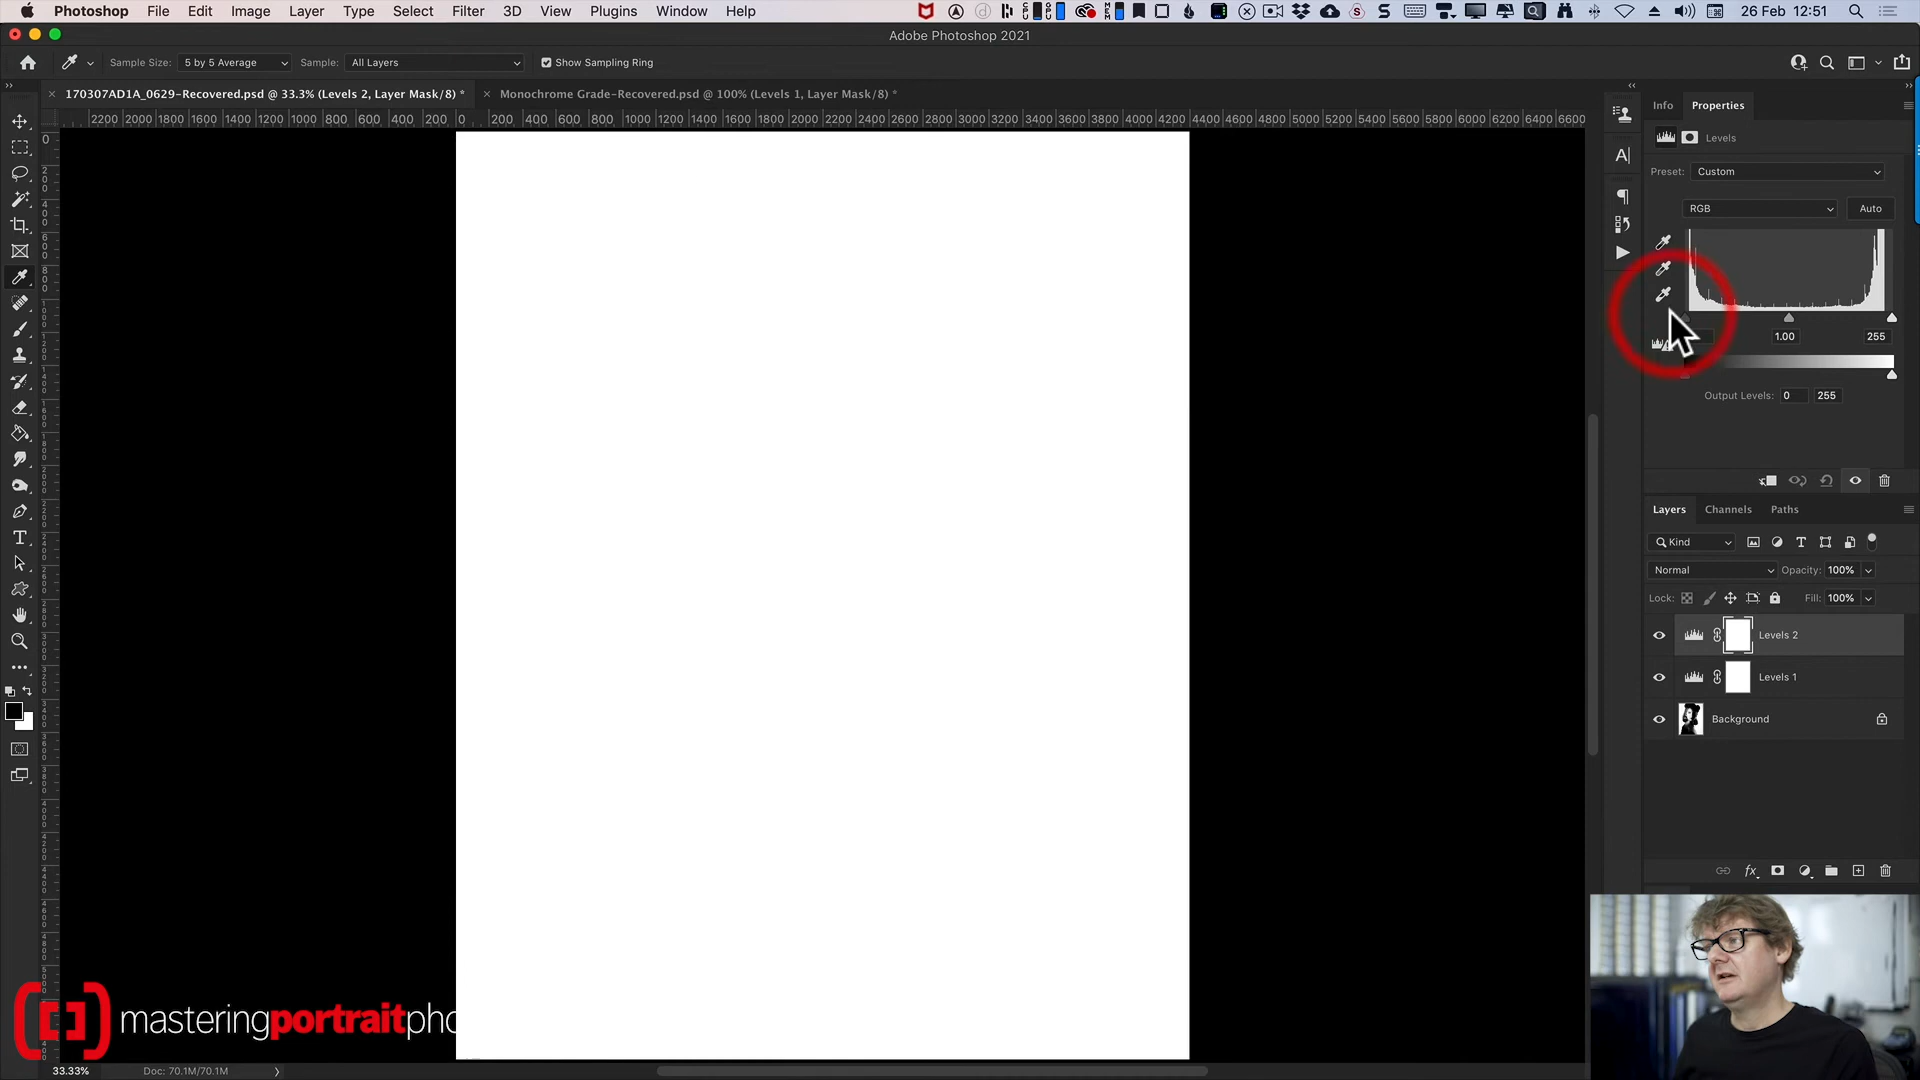 Photoshop File Edit Image Layer Type Select Filter 3D View Plugins Window Help 26 Feb 12:51
Adobe Photoshop 2021
Sample Size: 5 by 5 Average Sample: All Layers Show Sampling Ring
170307AD1A_0629-Recovered.psd @ 33.3% (Levels 2, Layer Mask/8) * Monochrome Grade-Recovered.psd @ 100% (Levels 1, Layer Mask/8) *
Info Properties
2200 2000 1800 1600 1400 1200 1000 800 600 400 200 0 200 400 600 800 1000 1200 1400 1600 1800 2000 2200 2400 2600 2800 3000 3200 3400 3600 3800 4000 4200 4400 4600 4800 5000 5200 5400 5600 5800 6000 6200 6400 6600
Levels
Preset: Custom
RGB Auto
1.00 255
Output Levels: 0 255
Layers Channels Paths
Kind
Normal Opacity: 100%
Lock: Fill: 100%
Levels 2
Levels 1
Background
masteringportraitpho
33.33% Doc: 70.1M/70.1M